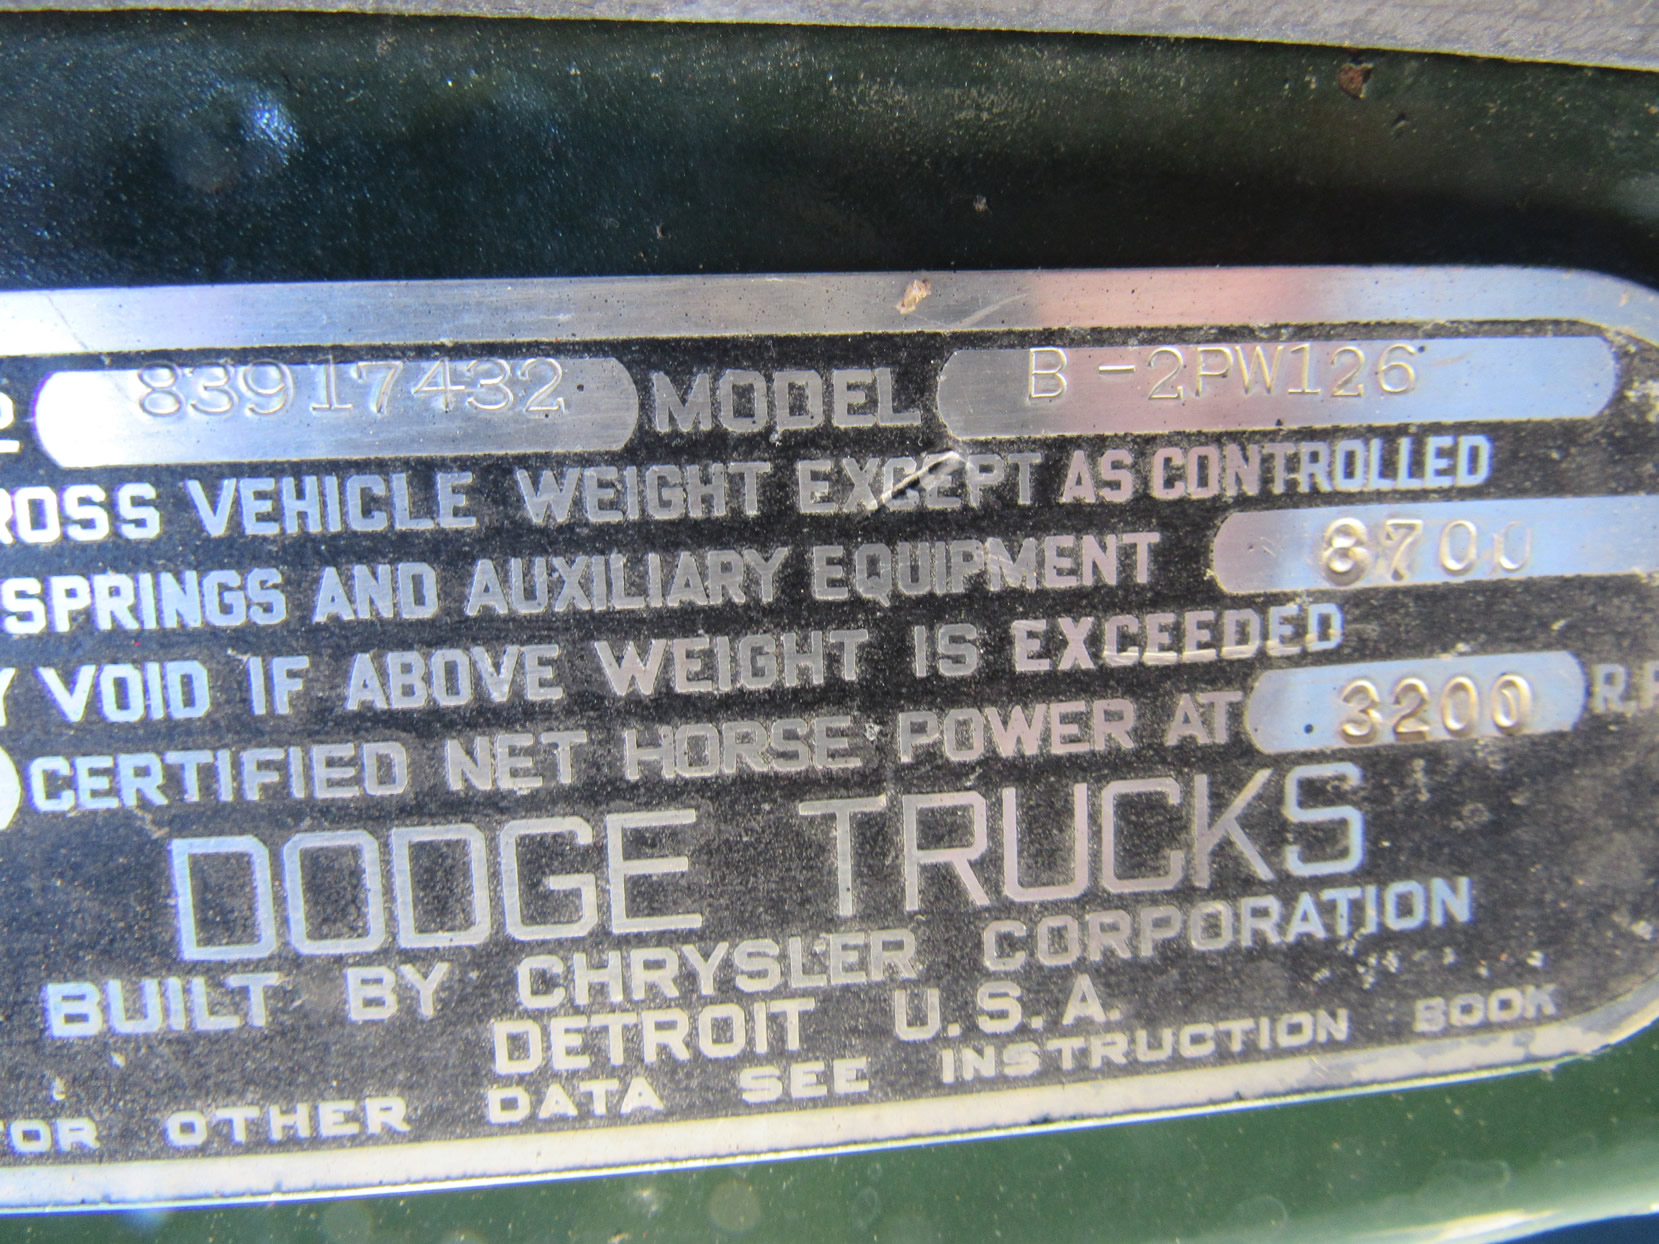 83917432 MODEL B-2PW126
ROSS VEHICLE WEIGHT EXCEPT AS CONTROLLED
SPRINGS AND AUXILIARY EQUIPMENT 8700
Y VOID IF ABOVE WEIGHT IS EXCEEDED
CERTIFIED NET HORSE POWER AT 3200 R.P
DODGE TRUCKS
BUILT BY CHRYSLER CORPORATION
DETROIT U.S.A.
FOR OTHER DATA SEE INSTRUCTION BOOK